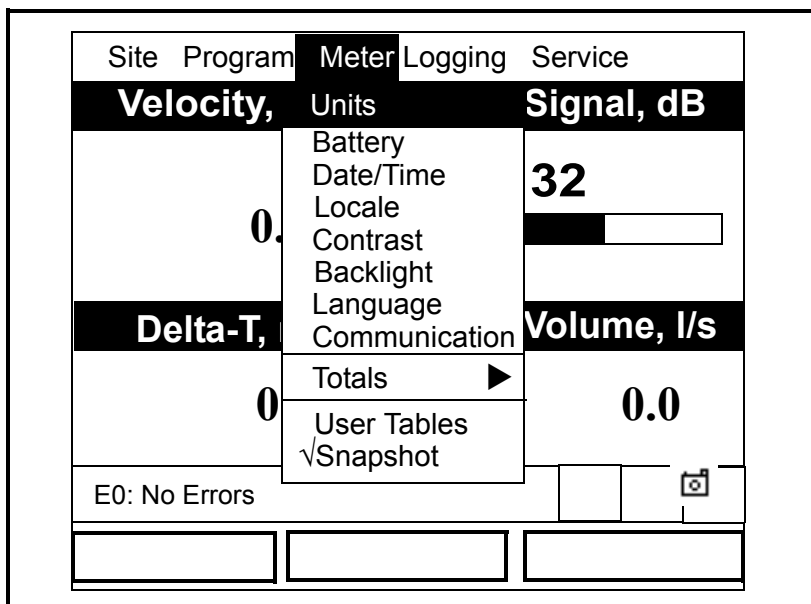 Site Program Meter Logging Service
Velocity, Units Signal, dB
Battery
Date/Time
32
Locale
0.
Contrast
Backlight
Language
Delta-T, Communication Volume, l/s
Totals ▶
0 0.0
User Tables
√Snapshot
E0: No Errors